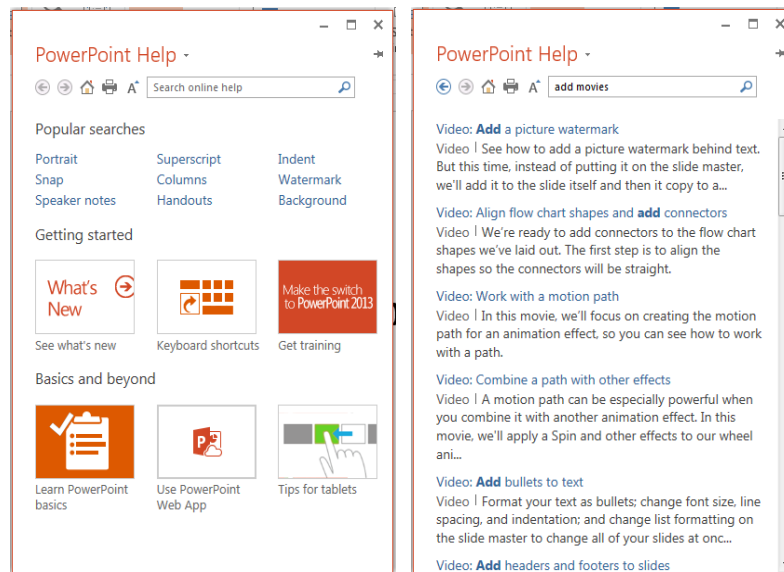 PowerPoint Help
A
Search online help
Popular searches
Portrait Superscript Indent
Snap Columns Watermark
Speaker notes Handouts Background
Getting started
What's
New
Make the switch
to PowerPoint 2013
See what's new Keyboard shortcuts Get training
Basics and beyond
P
Learn PowerPoint
basics
Use PowerPoint
Web App
Tips for tablets
PowerPoint Help
A
add movies
Video: Add a picture watermark
Video | See how to add a picture watermark behind text.
But this time, instead of putting it on the slide master,
we'll add it to the slide itself and then it copy to a...
Video: Align flow chart shapes and add connectors
Video | We're ready to add connectors to the flow chart
shapes we've laid out. The first step is to align the
shapes so the connectors will be straight.
Video: Work with a motion path
Video | In this movie, we'll focus on creating the motion
path for an animation effect, so you can see how to work
with a path.
Video: Combine a path with other effects
Video | A motion path can be especially powerful when
you combine it with another animation effect. In this
movie, we'll apply a Spin and other effects to our wheel
ani...
Video: Add bullets to text
Video | Format your text as bullets; change font size, line
spacing, and indentation; and change list formatting on
the slide master to change all of your slides at onc...
Video: Add headers and footers to slides